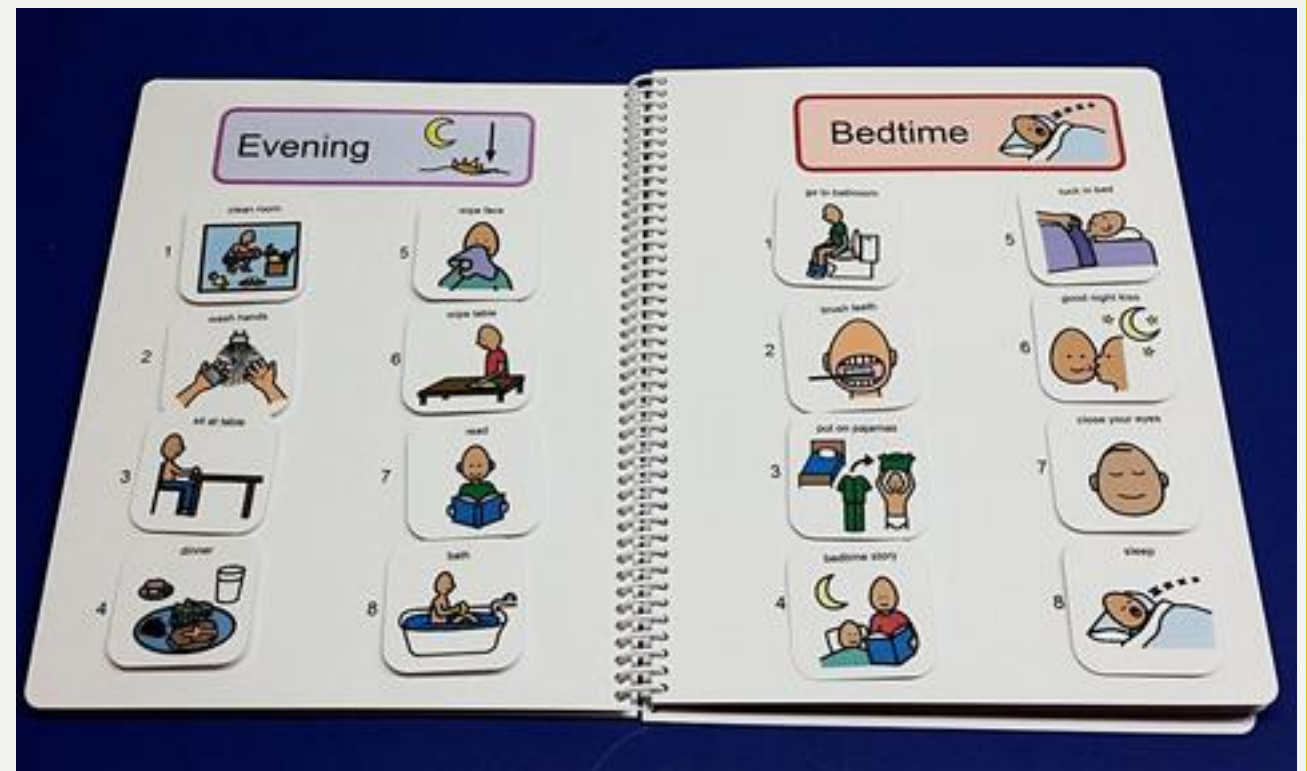 Evening
1
clean room
2
wash hands
3
sit at table
4
dinner
5
wipe face
6
wipe table
7
read
8
bath
Bedtime
1
go to bathroom
2
brush teeth
3
put on pajamas
4
bedtime story
5
tuck in bed
6
good night kiss
7
close your eyes
8
sleep